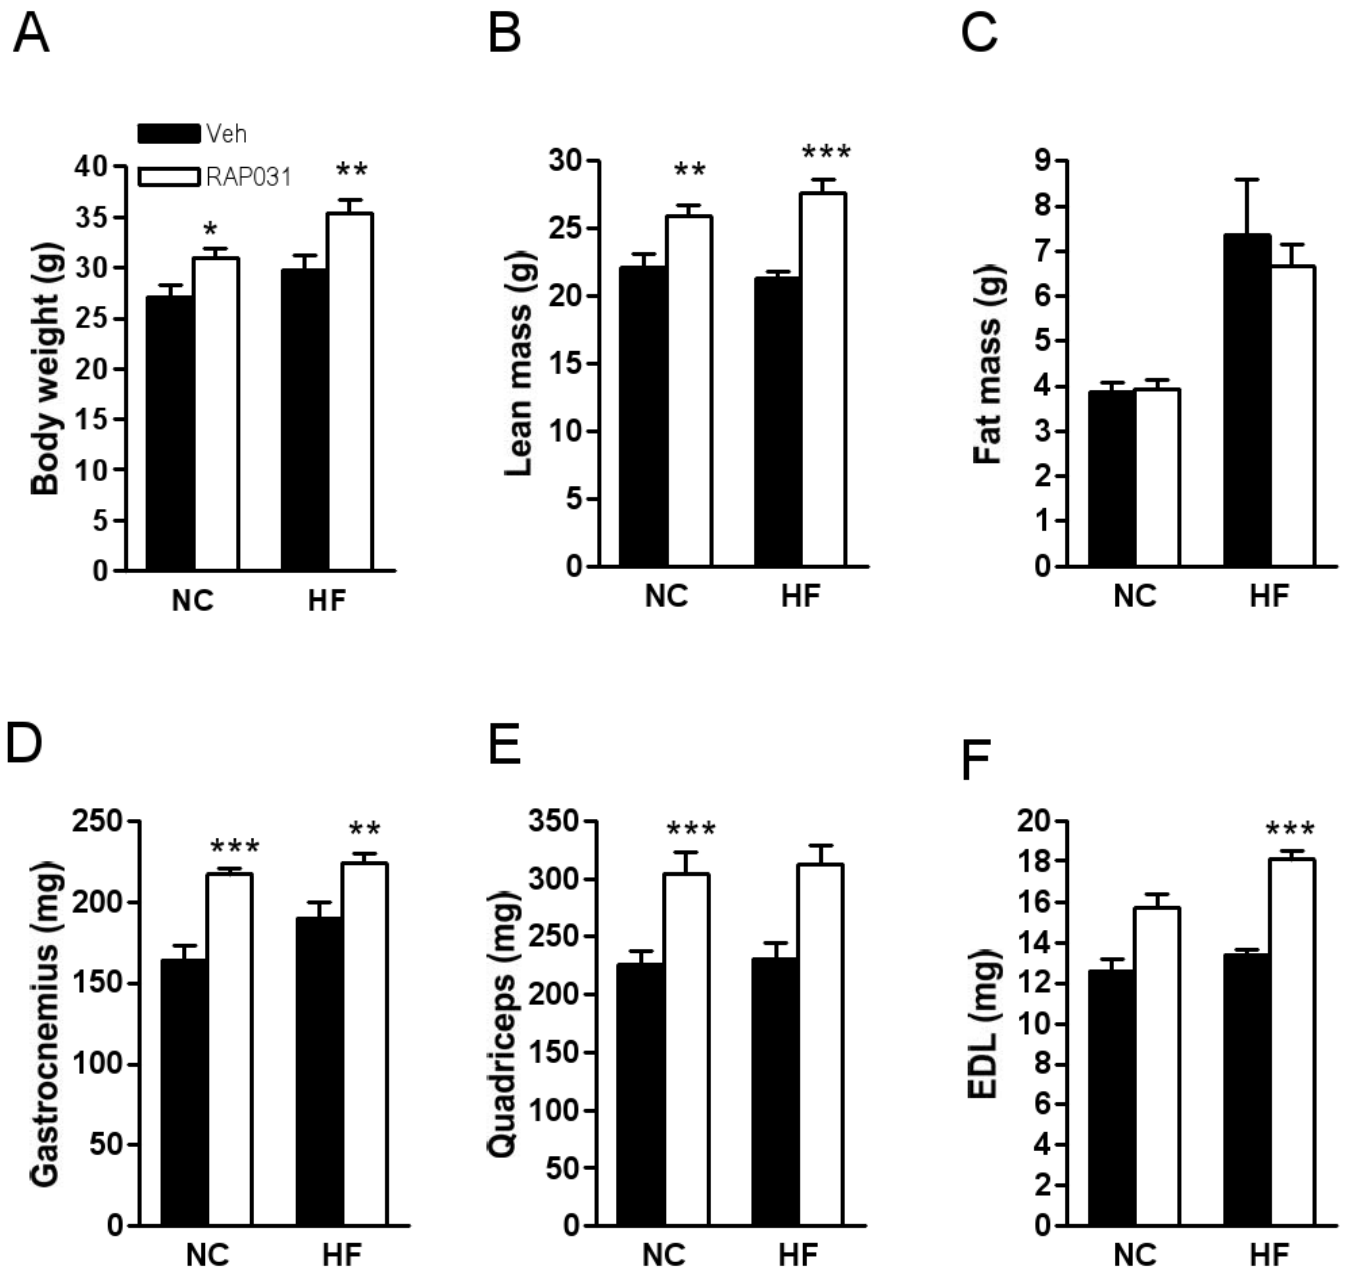 A
B
C
Veh
RAP031
Body weight (g)
40
35
30
25
20
15
10
5
0
*
**
NC
HF
Lean mass (g)
30
25
20
15
10
5
0
**
***
NC
HF
Fat mass (g)
9
8
7
6
5
4
3
2
1
0
NC
HF
D
E
F
Gastrocnemius (mg)
250
200
150
100
50
0
***
**
NC
HF
Quadriceps (mg)
350
300
250
200
150
100
50
0
***
NC
HF
EDL (mg)
20
18
16
14
12
10
8
6
4
2
0
***
NC
HF